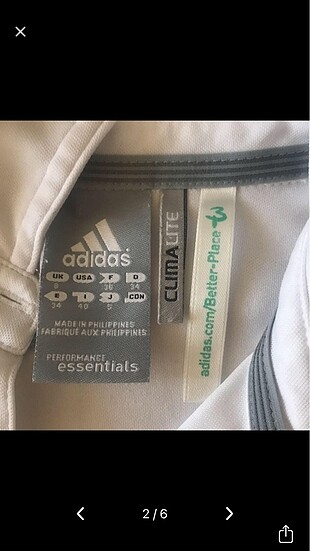 adidas
UK USA F D
8 36 34
E I J CON
34 40 S
MADE IN PHILIPPINES
FABRIQUÉ AUX PHILIPPINES
PERFORMANCE
essentials
CLIMALITE
adidas.com/Better-Place
2/6